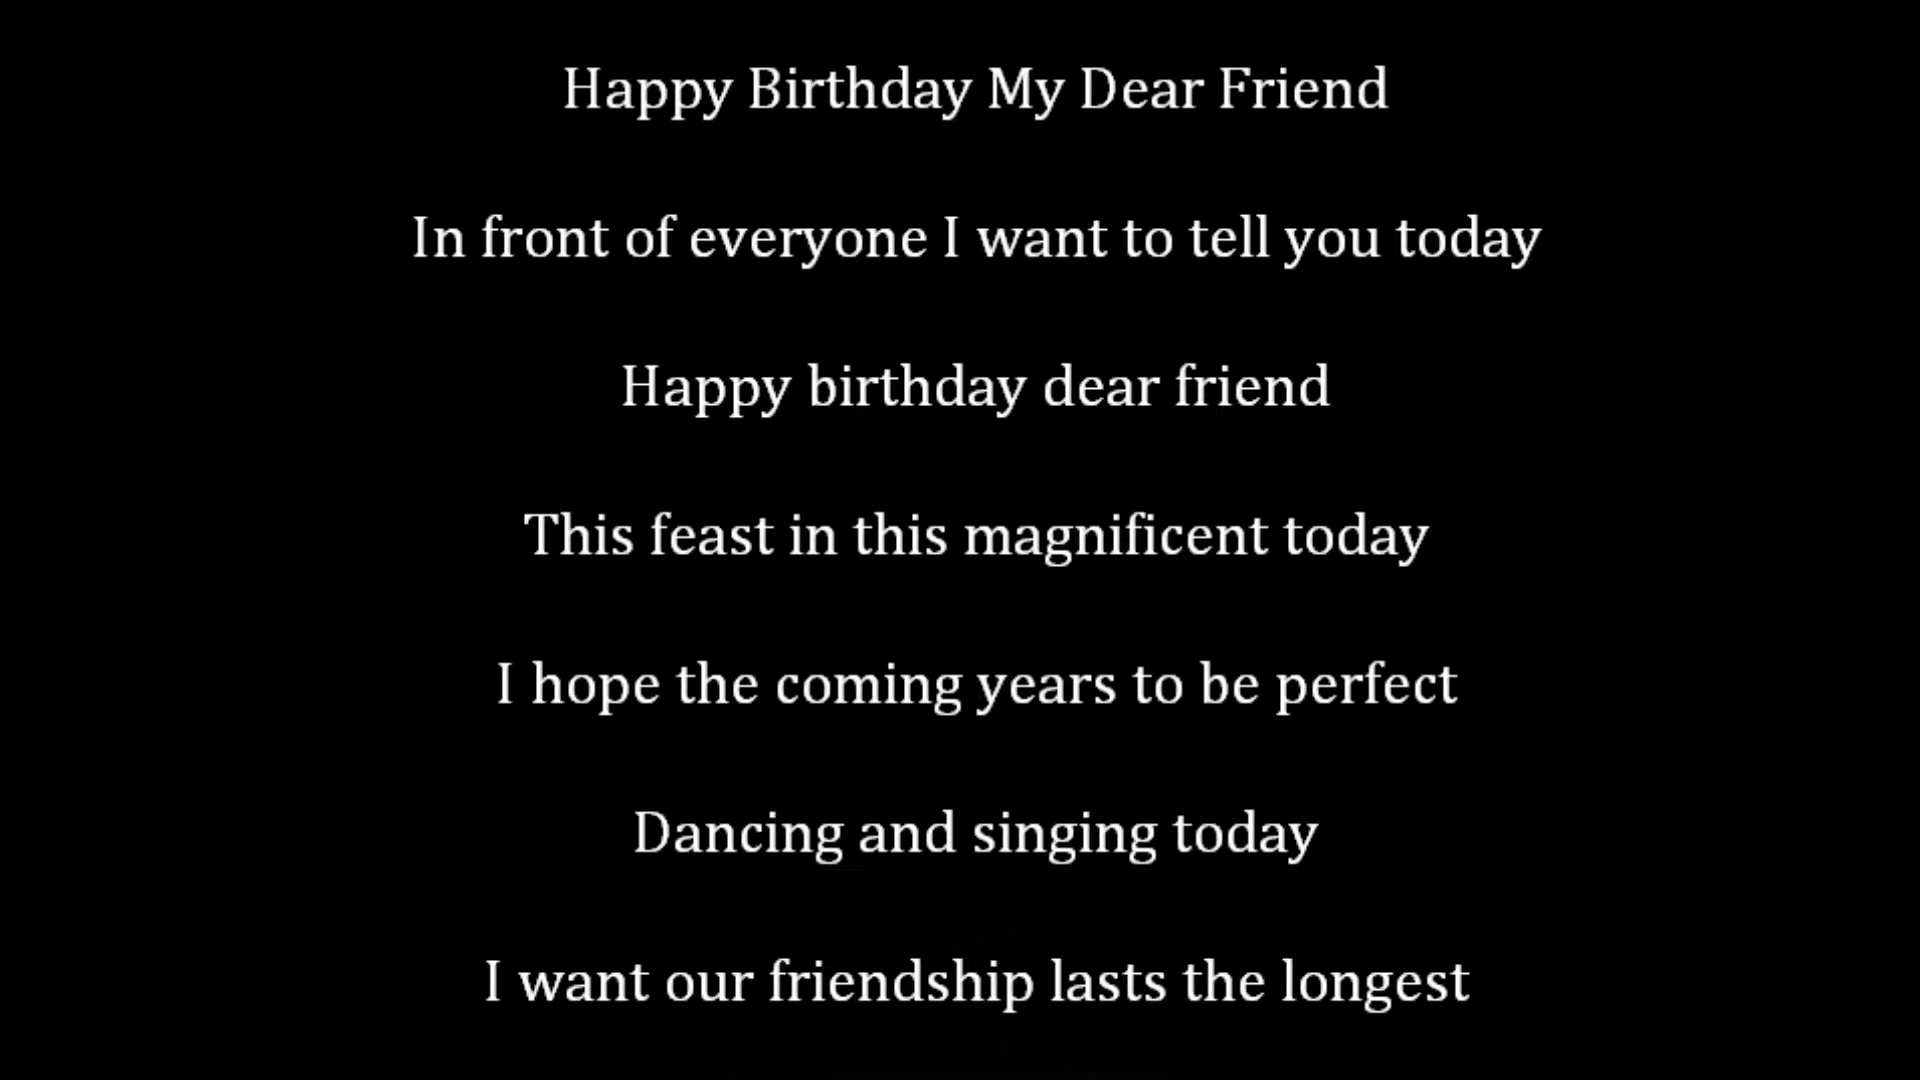 Happy Birthday My Dear Friend
In front of everyone I want to tell you today
Happy birthday dear friend
This feast in this magnificent today
I hope the coming years to be perfect
Dancing and singing today
I want our friendship lasts the longest